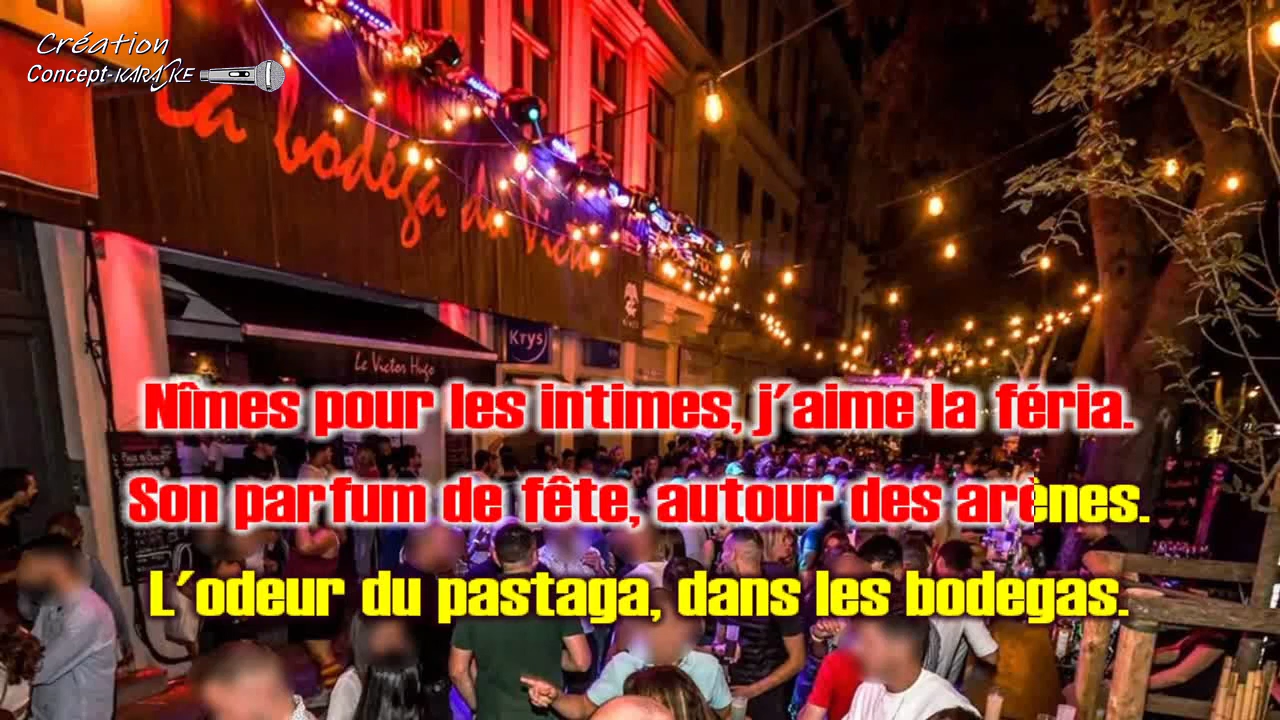 Création
Concept-KARAOKE
La bodéga du Victor
Krys
Le Victor Hugo
Nîmes pour les intimes, j'aime la féria.
Son parfum de fête, autour des arènes.
L'odeur du pastaga, dans les bodegas.